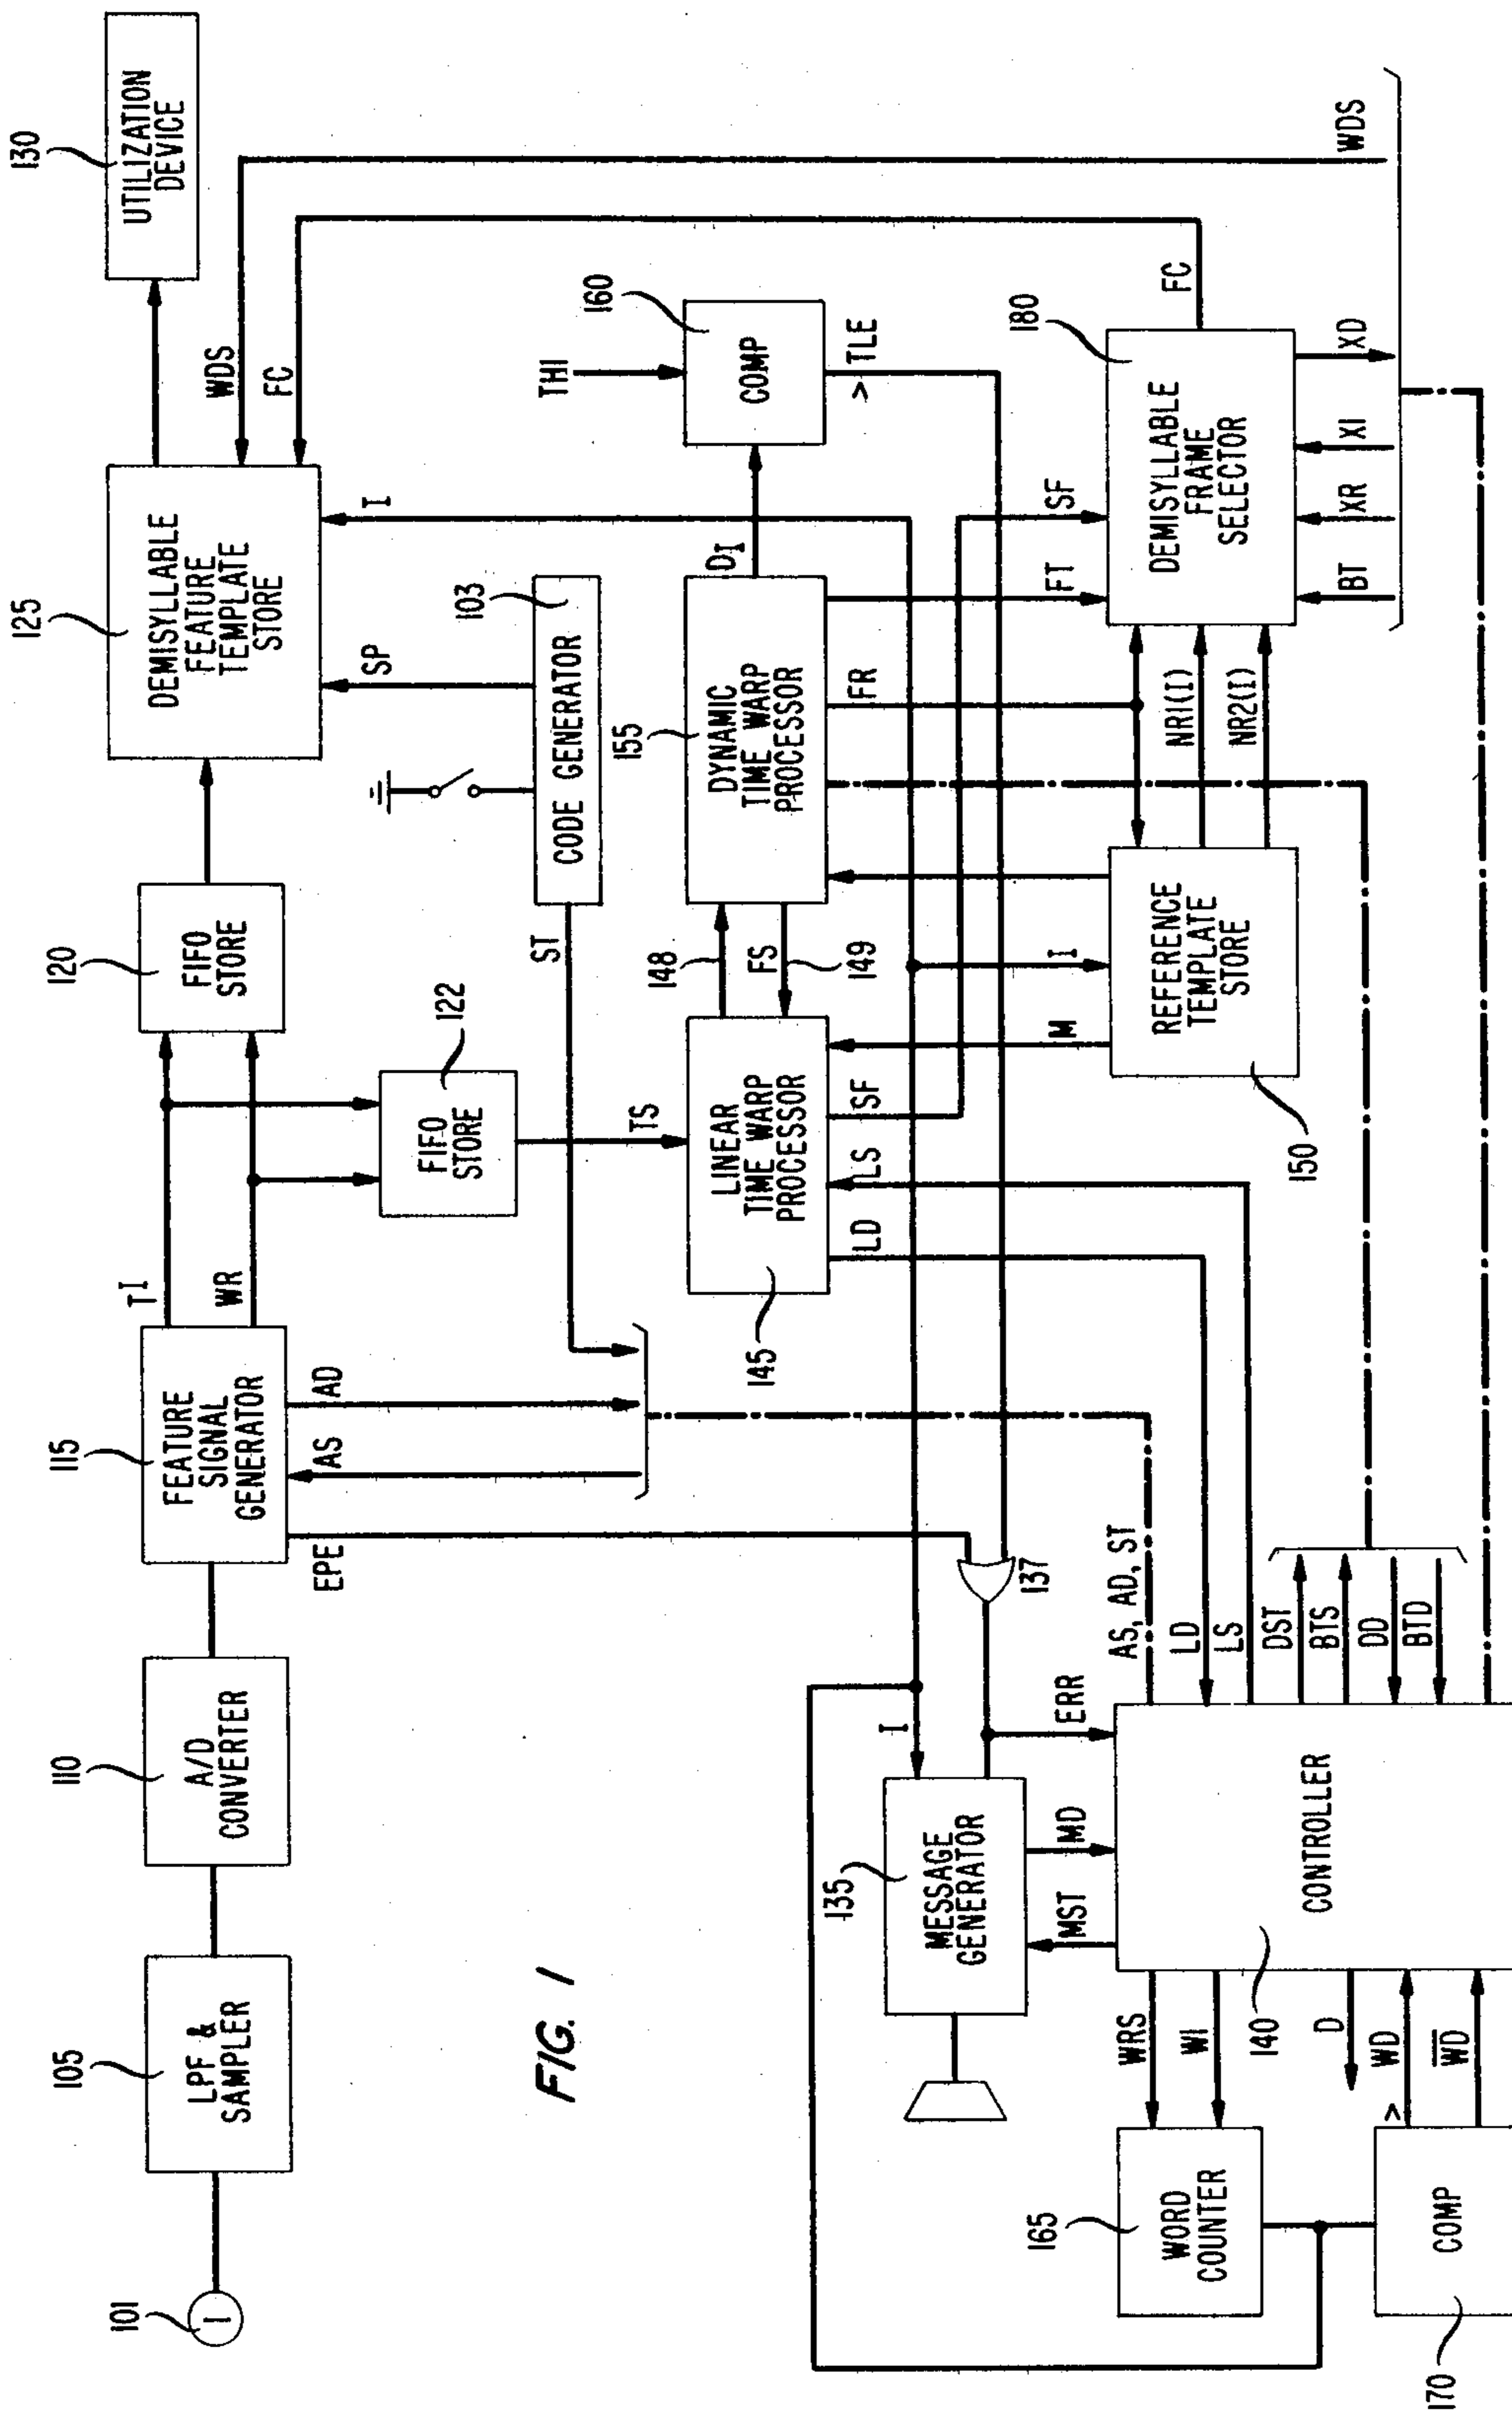 FIG. 1
101
105
LPF &
SAMPLER
110
A/D
CONVERTER
115
FEATURE
SIGNAL
GENERATOR
EPE
AS
AD
T I
WR
120
FIFO
STORE
122
FIFO
STORE
TS
125
DEMISYLLABLE
FEATURE
TEMPLATE
STORE
130
UTILIZATION
DEVICE
WDS
FC
SP
I
ST
CODE GENERATOR
103
145
LINEAR
TIME WARP
PROCESSOR
148
FS
149
155
DYNAMIC
TIME WARP
PROCESSOR
DI
THI
160
COMP
> TLE
LD
LS
SF
M
I
FR
FT
SF
150
REFERENCE
TEMPLATE
STORE
NR1(I)
NR2(I)
180
DEMISYLLABLE
FRAME
SELECTOR
FC
BT
XR
XI
XD
WDS
137
I
135
MESSAGE
GENERATOR
MST
MD
ERR
AS, AD, ST
LD
LS
DST
BTS
DD
BTD
CONTROLLER
140
WRS
WI
D
> WD
WD
165
WORD
COUNTER
COMP
170